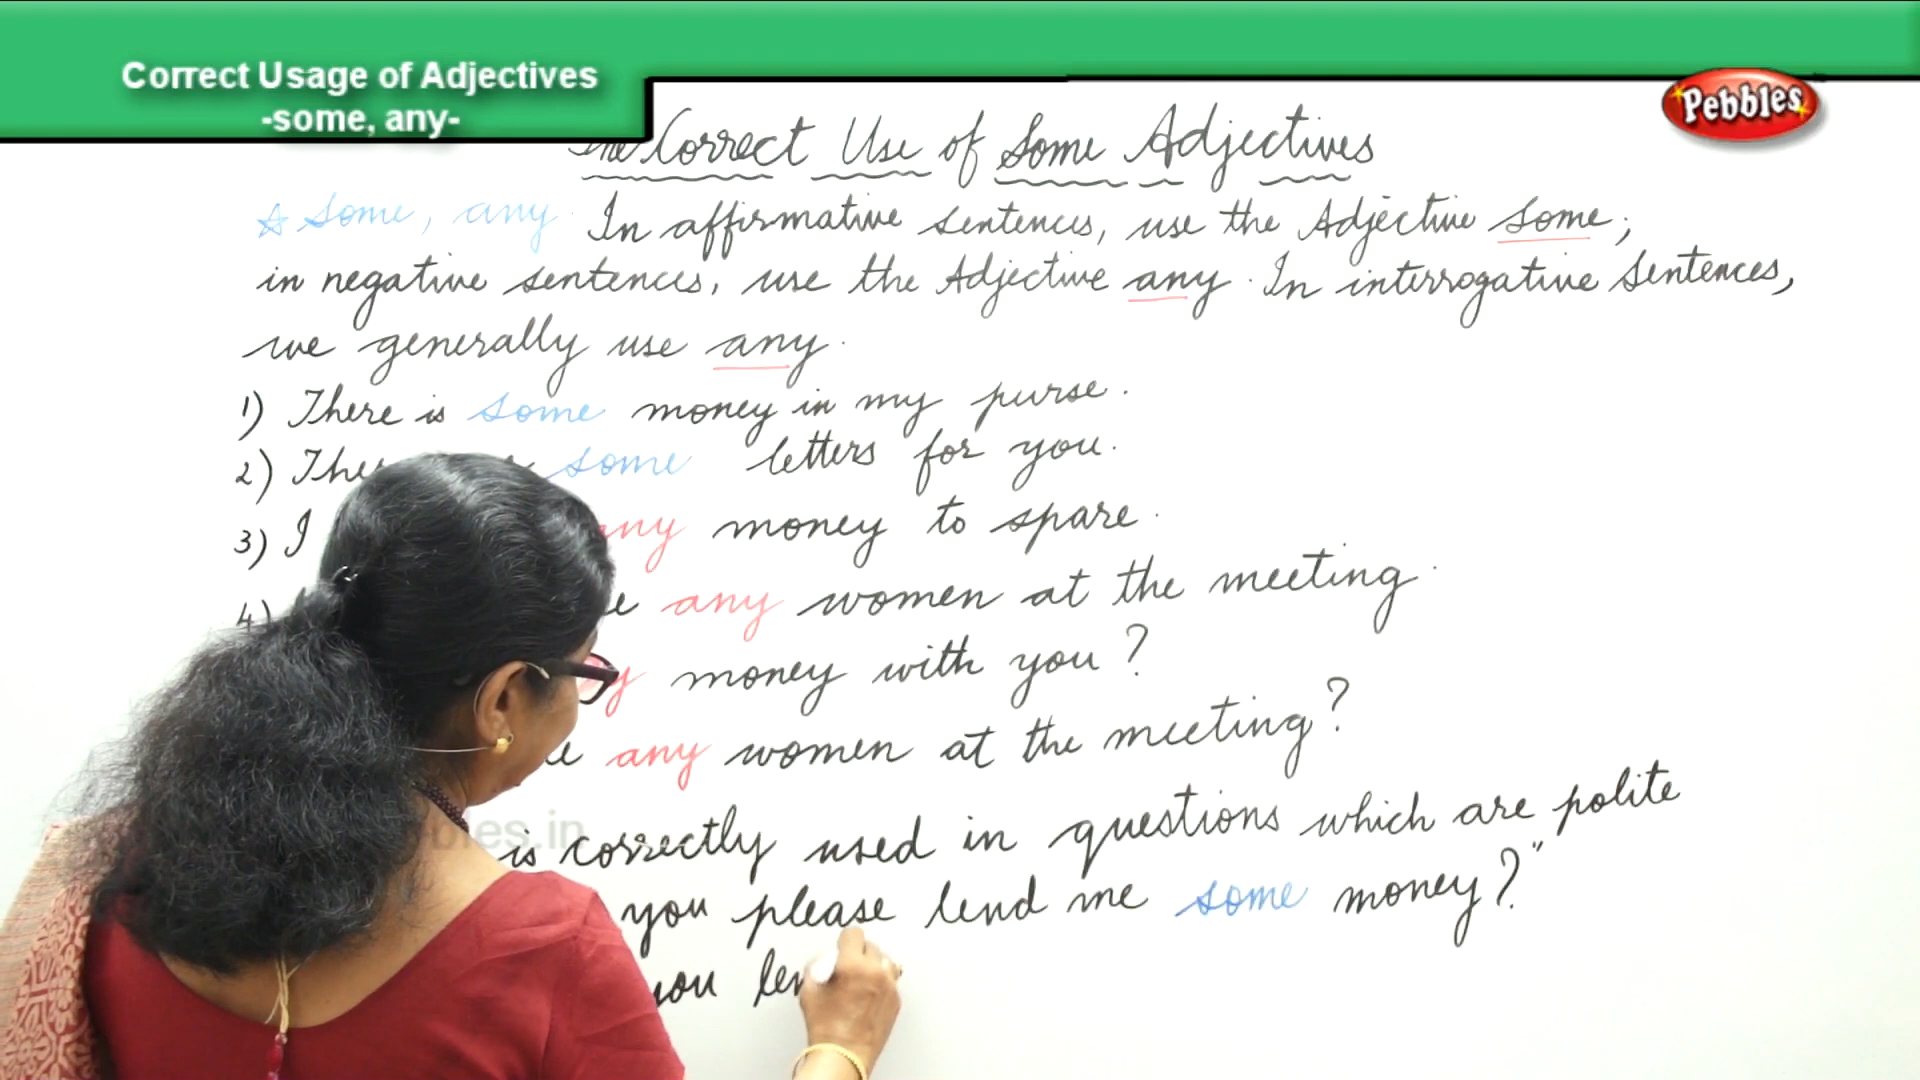 Correct Usage of Adjectives
-some, any-
Pebbles
The Correct Use of Some Adjectives
☆ Some, any. In affirmative sentences, use the Adjective some;
in negative sentences, use the Adjective any. In interrogative sentences,
we generally use any.
1) There is some money in my purse.
2) some letters for you.
3) I any money to spare.
4) any women at the meeting.
money with you?
any women at the meeting?
is correctly used in questions which are polite
you please lend me some money?"
you